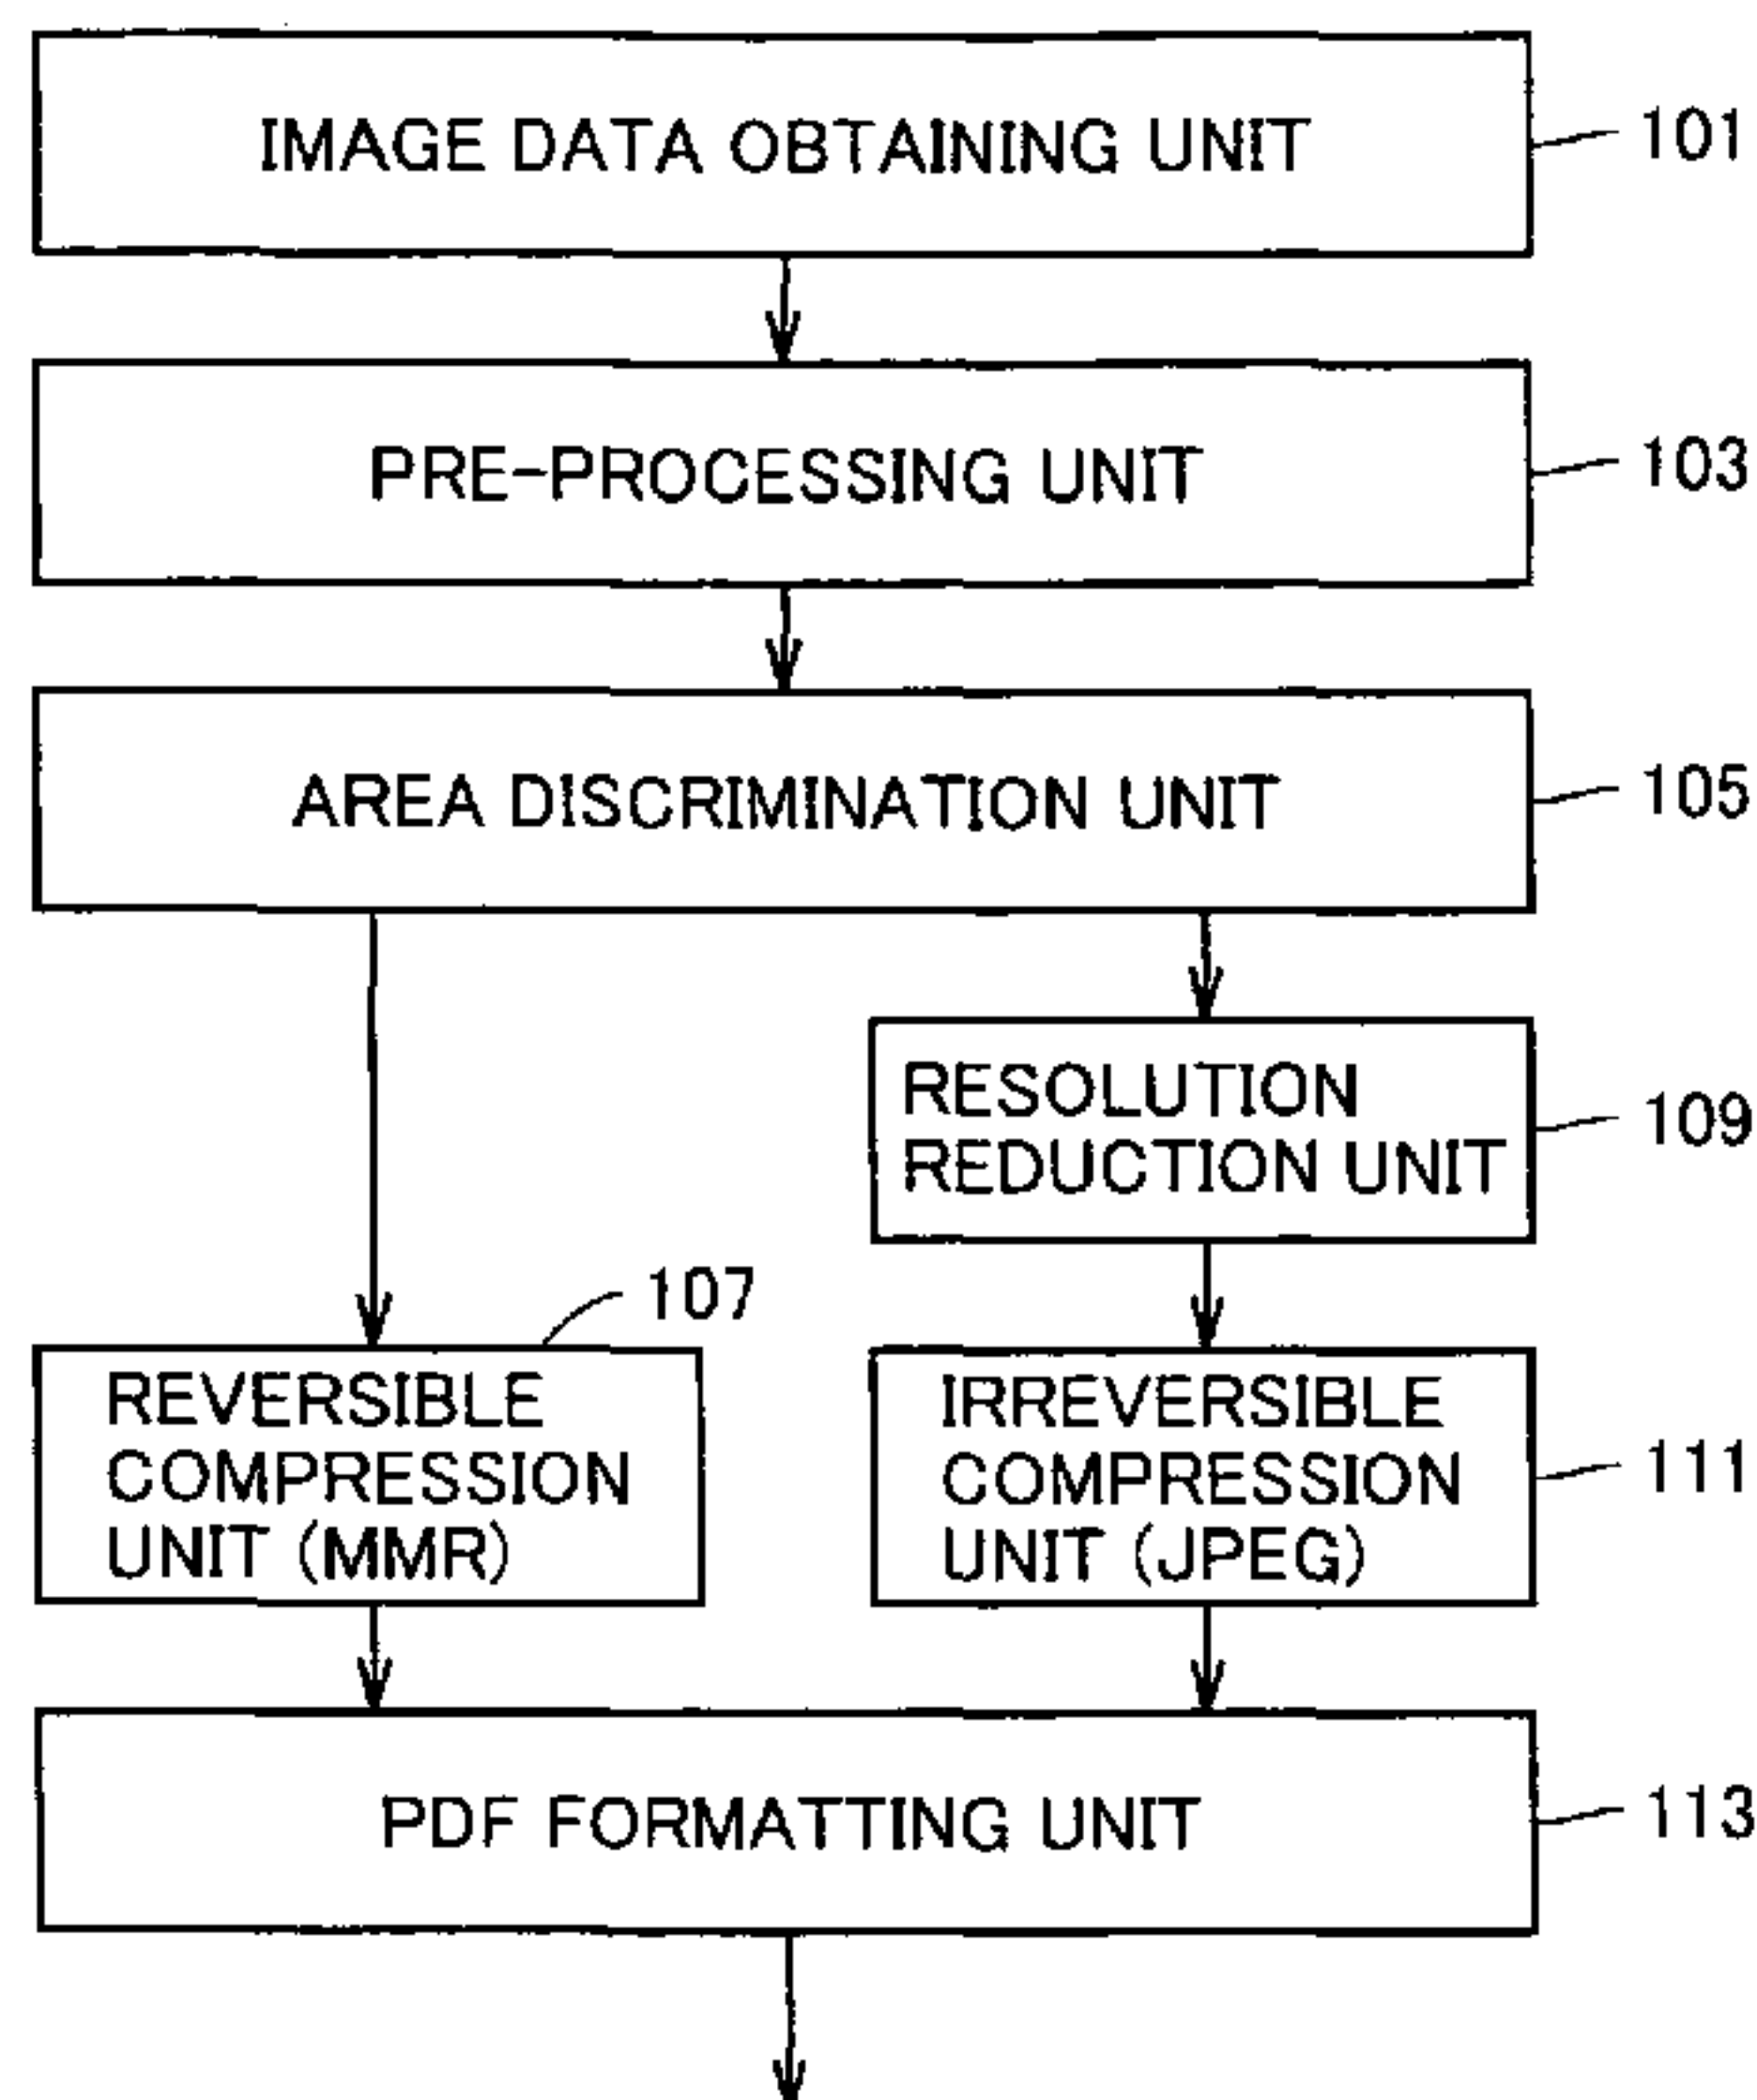 IMAGE DATA OBTAINING UNIT
101
PRE-PROCESSING UNIT
103
AREA DISCRIMINATION UNIT
105
RESOLUTION
REDUCTION UNIT
109
107
REVERSIBLE
COMPRESSION
UNIT (MMR)
IRREVERSIBLE
COMPRESSION
UNIT (JPEG)
111
PDF FORMATTING UNIT
113